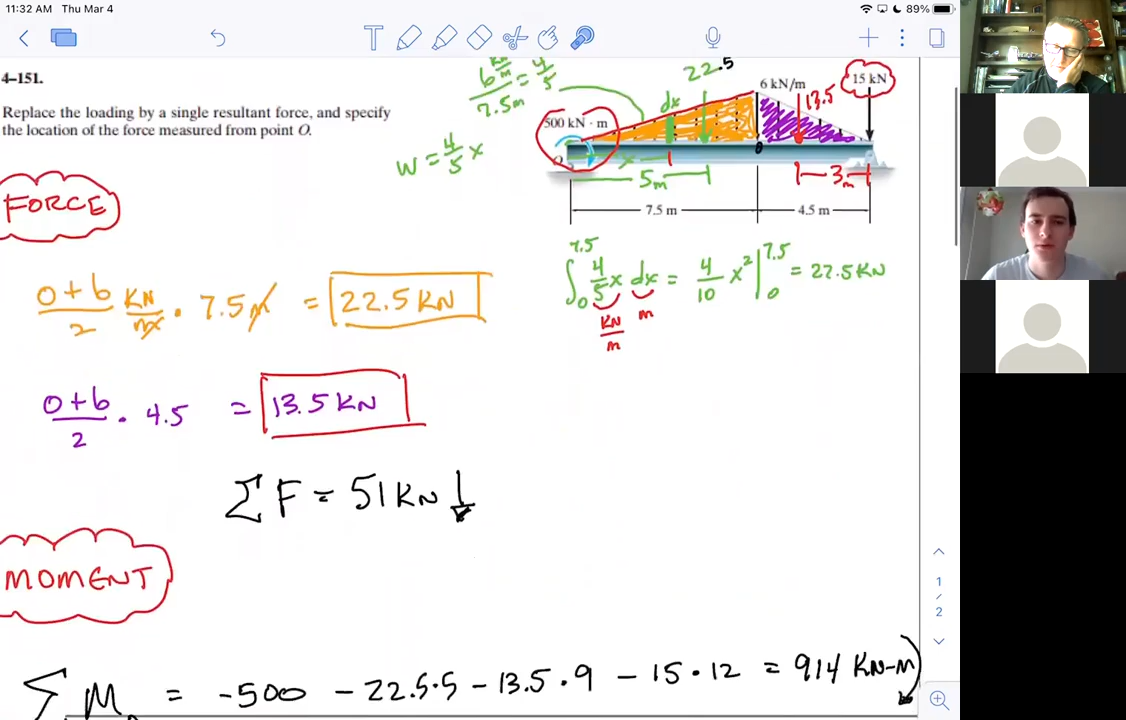 11:32 AM Thu Mar 4
89%
4–151.
Replace the loading by a single resultant force, and specify
the location of the force measured from point O.
6 kN/m
7.5m
= 4/5
W = 4/5 x
22.5
dx
6 kN/m
15 kN
13.5
500 kN · m
O
x
5m
3m
7.5 m
4.5 m
FORCE
∫ 0 7.5 4/5 x dx = 4/10 x² | 0 7.5 = 22.5 KN
KN/m
m
0+6/2 KN/m · 7.5m = 22.5 KN
0+6/2 · 4.5 = 13.5 KN
Σ F = 51 KN ↓
MOMENT
1
/
2
Σ M = -500 - 22.5·5 - 13.5·9 - 15·12 = 914 KN-m